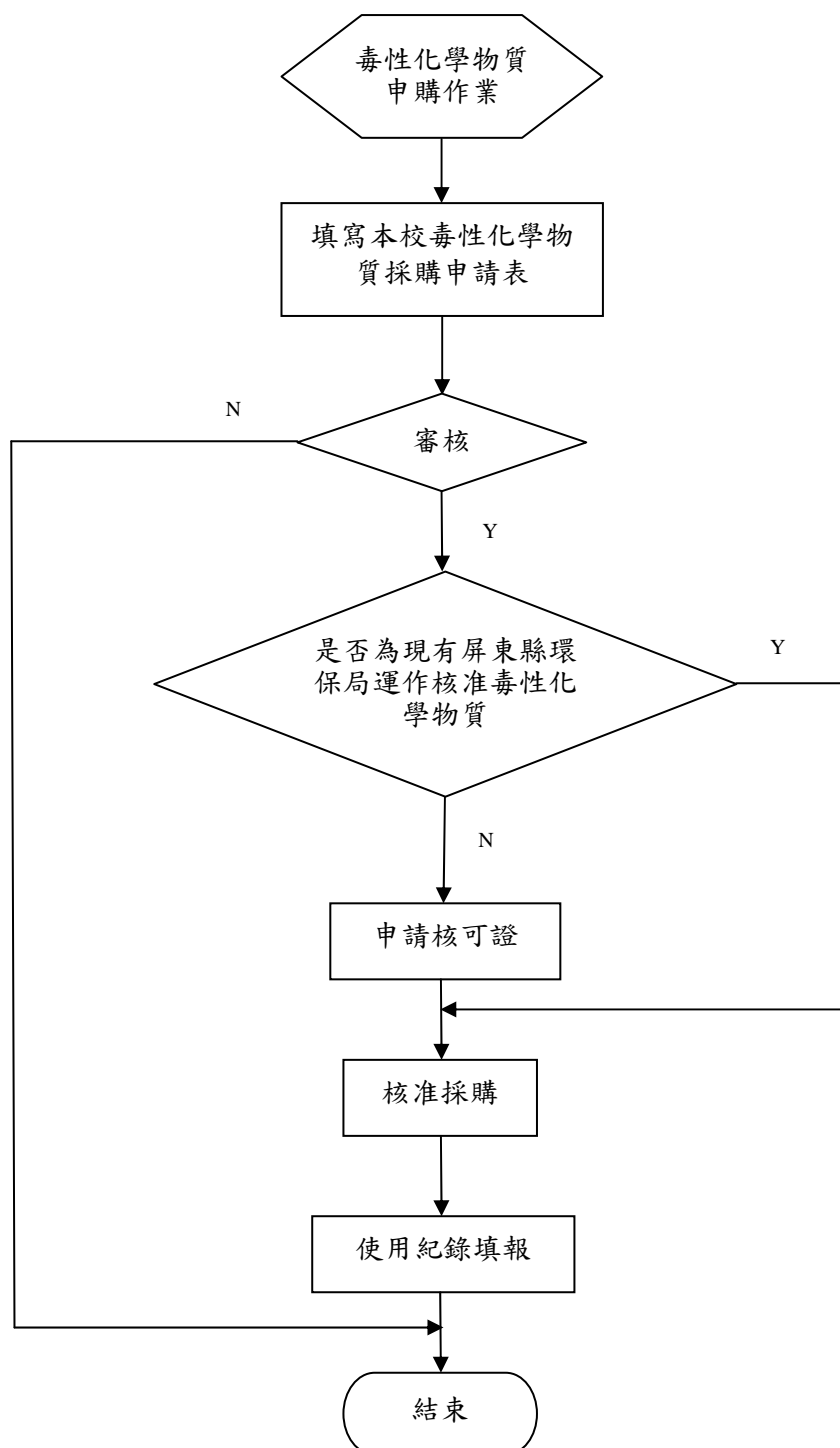 毒性化學物質
申購作業
填寫本校毒性化學物
質採購申請表
N
審核
Y
是否為現有屏東縣環
保局運作核准毒性化
學物質
Y
N
申請核可證
核准採購
使用紀錄填報
結束